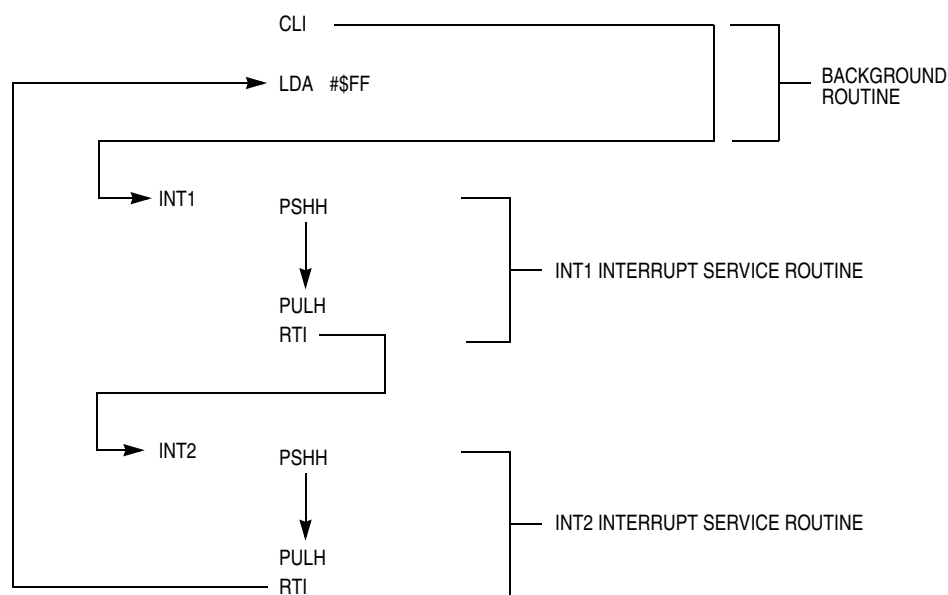 CLI
LDA #$FF
BACKGROUND
ROUTINE
INT1
PSHH
INT1 INTERRUPT SERVICE ROUTINE
PULH
RTI
INT2
PSHH
INT2 INTERRUPT SERVICE ROUTINE
PULH
RTI